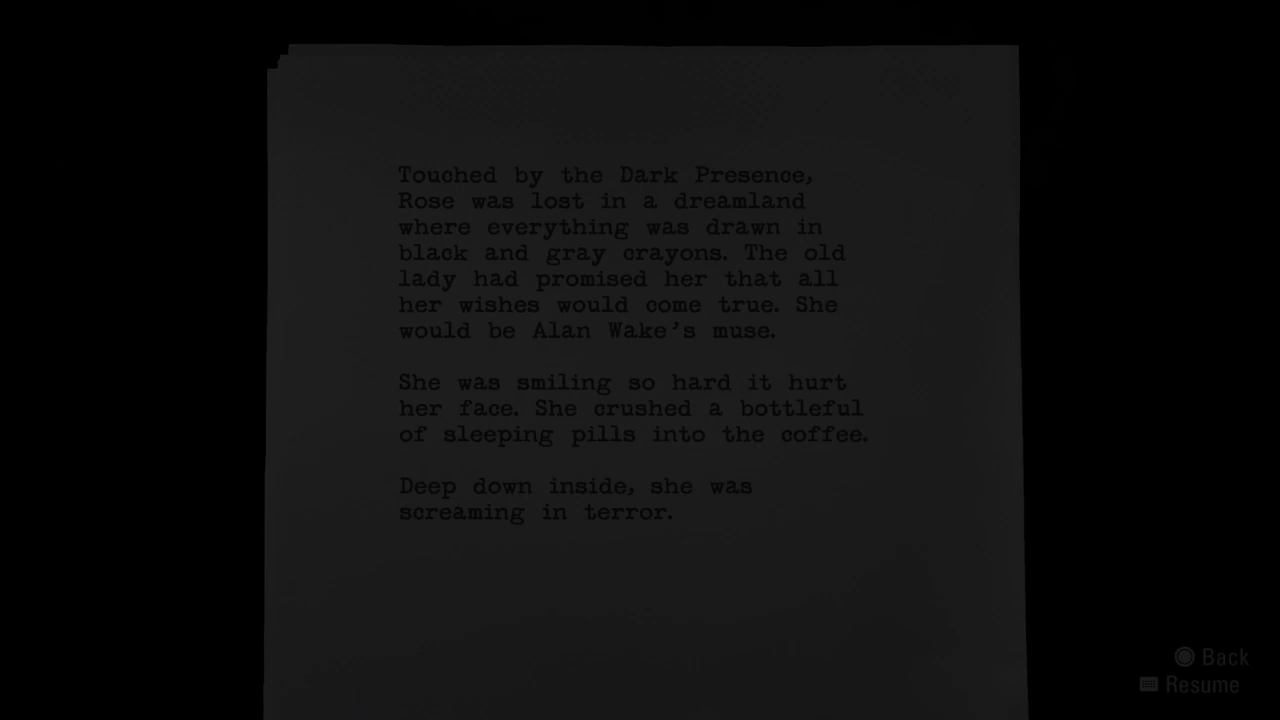 Touched by the Dark Presence,
Rose was lost in a dreamland
where everything was drawn in
black and gray crayons. The old
lady had promised her that all
her wishes would come true. She
would be Alan Wake's muse.
She was smiling so hard it hurt
her face. She crushed a bottleful
of sleeping pills into the coffee.
Deep down inside, she was
screaming in terror.
Back
Resume